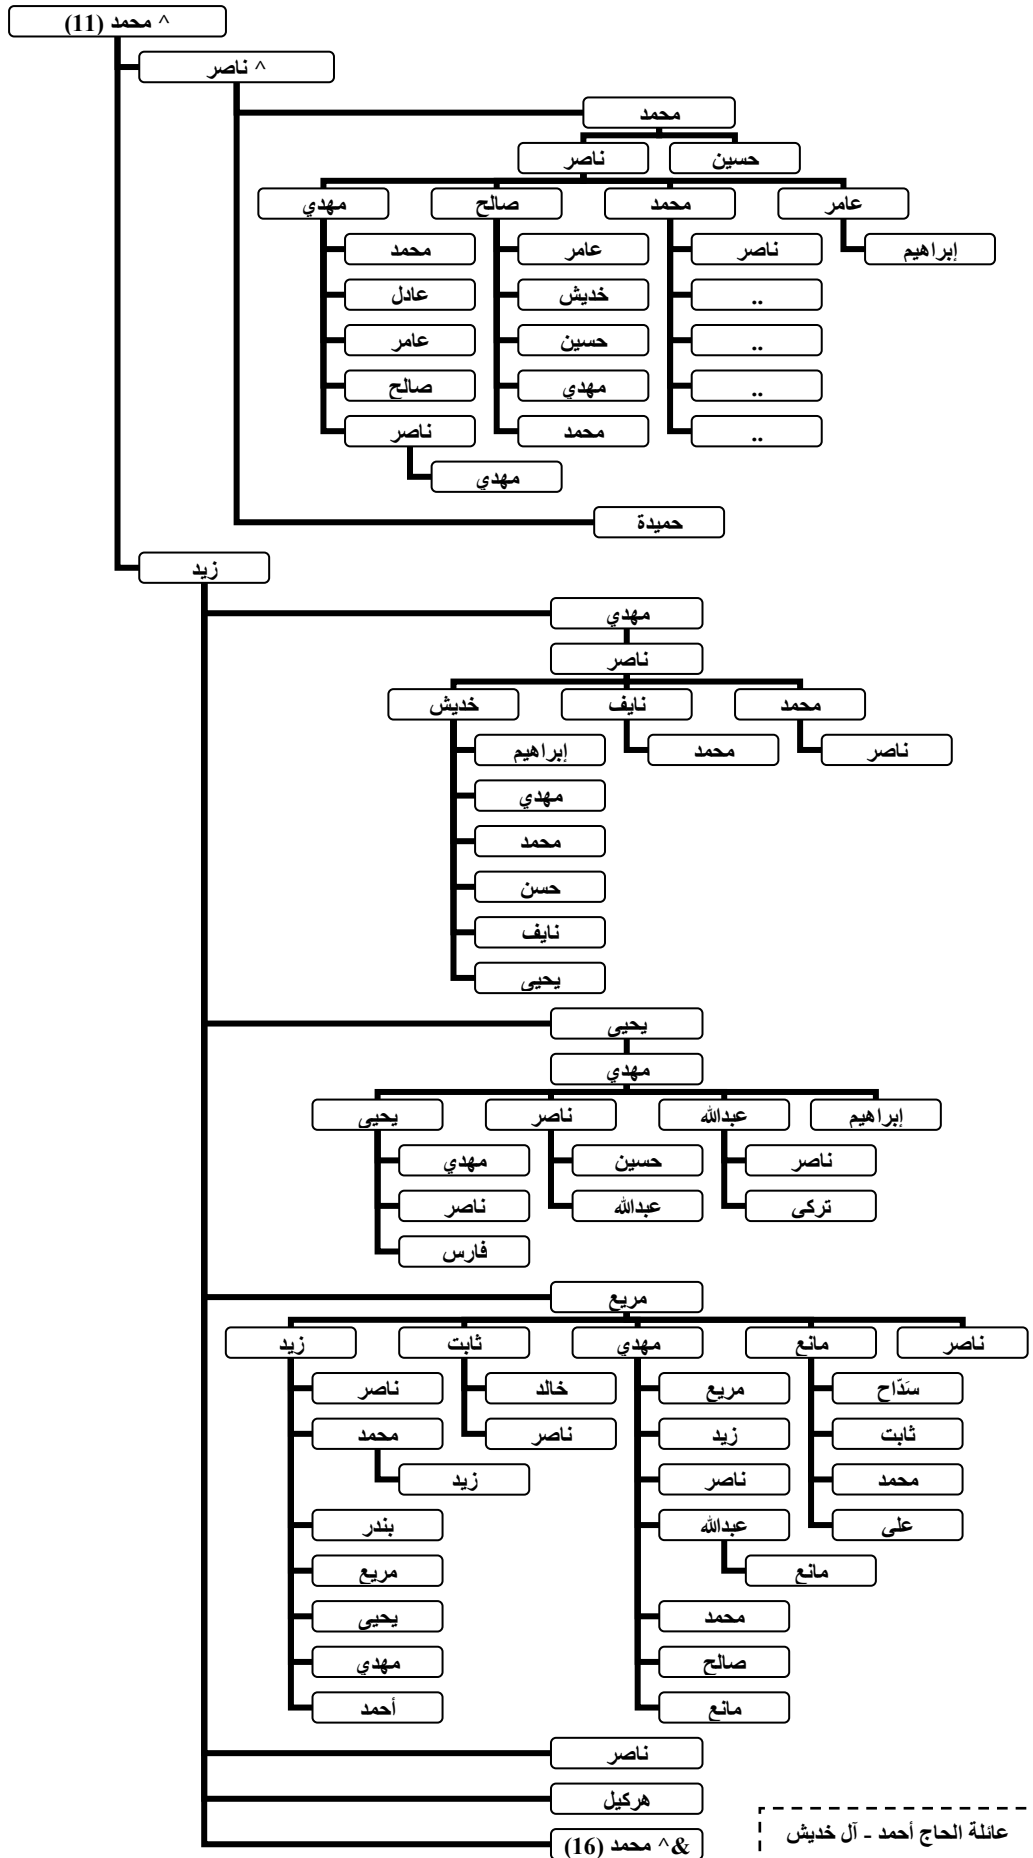 ^ محمد (11)
^ ناصر
محمد
حسين
ناصر
عامر
محمد
صالح
مهدي
إبراهيم
ناصر
عامر
محمد
..
خديش
عادل
..
حسين
عامر
..
مهدي
صالح
..
محمد
ناصر
مهدي
حميدة
زيد
مهدي
ناصر
محمد
نايف
خديش
ناصر
محمد
إبراهيم
مهدي
محمد
حسن
نايف
يحيى
يحيى
مهدي
إبراهيم
عبدالله
ناصر
يحيى
ناصر
حسين
مهدي
تركي
عبدالله
ناصر
فارس
مريع
ناصر
مانع
مهدي
ثابت
زيد
سَدّاح
مريع
خالد
ناصر
ثابت
زيد
ناصر
محمد
محمد
ناصر
زيد
علي
عبدالله
بندر
مانع
مريع
محمد
يحيى
صالح
مهدي
مانع
أحمد
ناصر
هركيل
&^ محمد (16)
عائلة الحاج أحمد - آل خديش